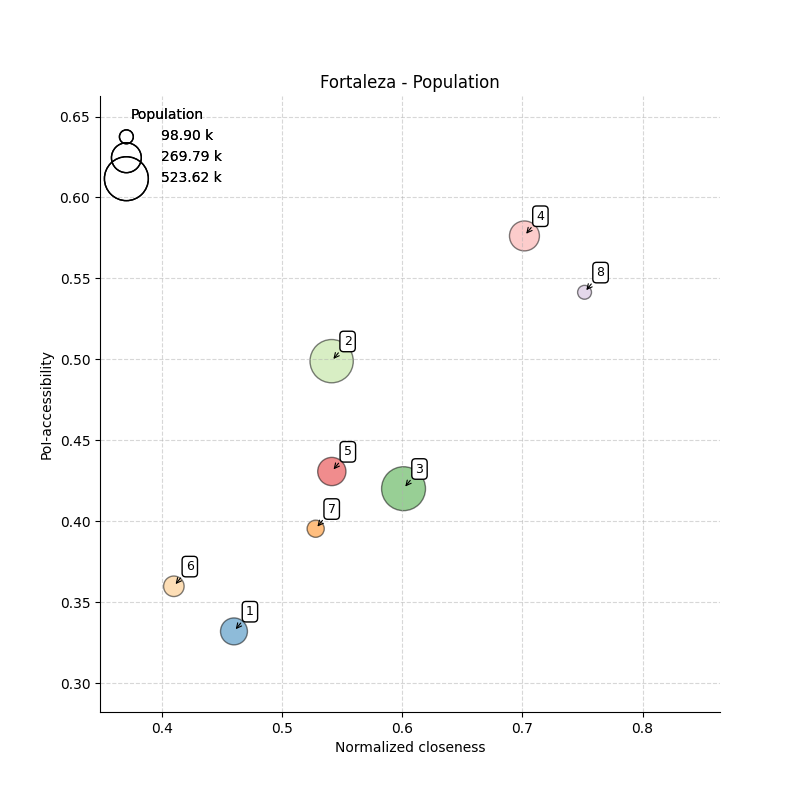 Fortaleza - Population
Population
98.90 k
269.79 k
523.62 k
0.65
0.60
0.55
0.50
0.45
0.40
0.35
0.30
PoI-accessibility
4
8
2
5
3
7
6
1
0.4 0.5 0.6 0.7 0.8
Normalized closeness